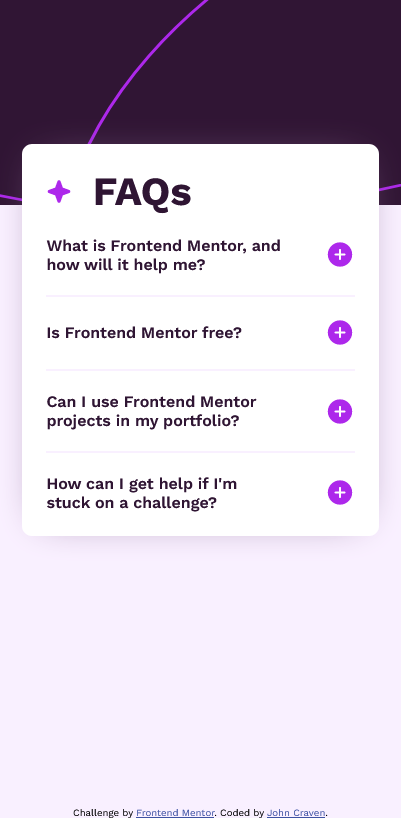 FAQs
What is Frontend Mentor, and
how will it help me?
Is Frontend Mentor free?
Can I use Frontend Mentor
projects in my portfolio?
How can I get help if I'm
stuck on a challenge?
Challenge by Frontend Mentor. Coded by John Craven.